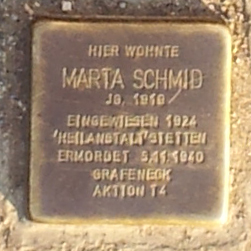 HIER WOHNTE
MARTA SCHMID
JG. 1919
EINGEWIESEN 1924
'HEILANSTALT' STETTEN
ERMORDET 5.11.1940
GRAFENECK
AKTION T4